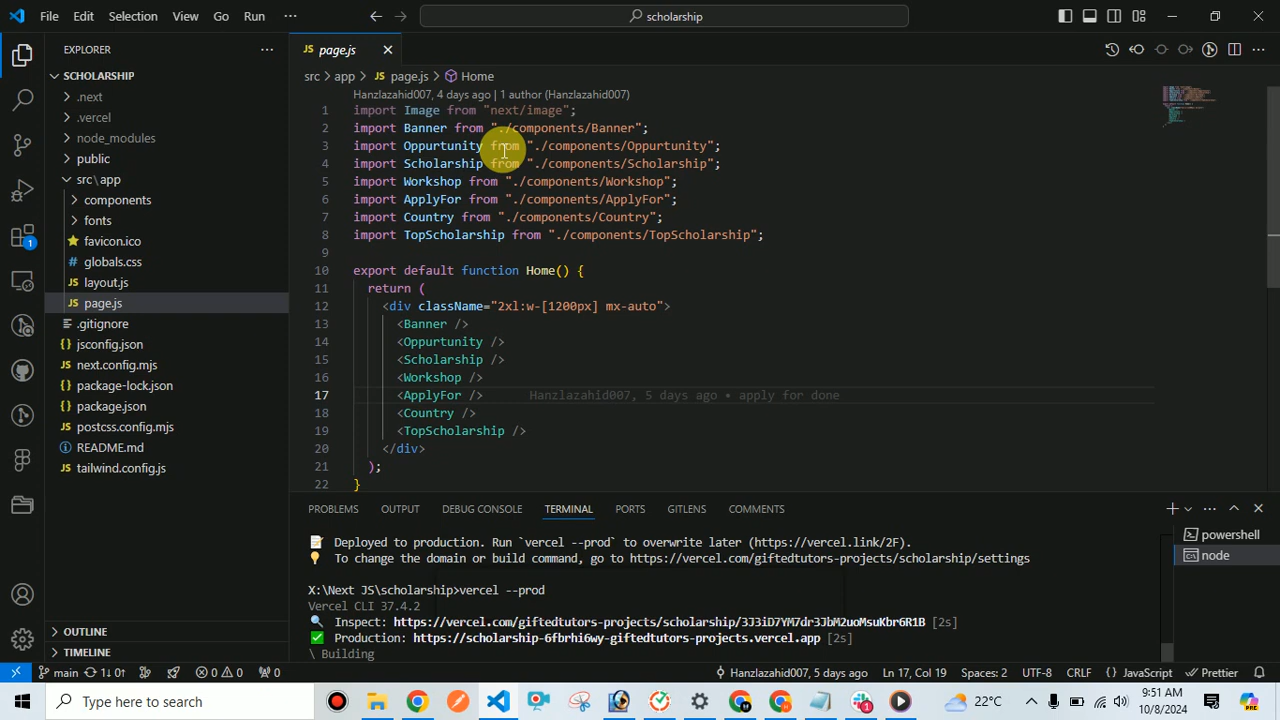 File Edit Selection View Go Run ··· scholarship
EXPLORER
SCHOLARSHIP
.next
.vercel
node_modules
public
src\app
components
fonts
favicon.ico
globals.css
layout.js
page.js
.gitignore
jsconfig.json
next.config.mjs
package-lock.json
package.json
postcss.config.mjs
README.md
tailwind.config.js
OUTLINE
TIMELINE
JS page.js
src > app > JS page.js > Home
Hanzlazahid007, 4 days ago | 1 author (Hanzlazahid007)
1 import Image from "next/image";
2 import Banner from "./components/Banner";
3 import Oppurtunity from "./components/Oppurtunity";
4 import Scholarship from "./components/Scholarship";
5 import Workshop from "./components/Workshop";
6 import ApplyFor from "./components/ApplyFor";
7 import Country from "./components/Country";
8 import TopScholarship from "./components/TopScholarship";
9
10 export default function Home() {
11 return (
12 <div className="2xl:w-[1200px] mx-auto">
13 <Banner />
14 <Oppurtunity />
15 <Scholarship />
16 <Workshop />
17 <ApplyFor /> Hanzlazahid007, 5 days ago • apply for done
18 <Country />
19 <TopScholarship />
20 </div>
21 );
22 }
PROBLEMS OUTPUT DEBUG CONSOLE TERMINAL PORTS GITLENS COMMENTS
Deployed to production. Run `vercel --prod` to overwrite later (https://vercel.link/2F).
To change the domain or build command, go to https://vercel.com/giftedtutors-projects/scholarship/settings
X:\Next JS\scholarship>vercel --prod
Vercel CLI 37.4.2
Inspect: https://vercel.com/giftedtutors-projects/scholarship/3J3iD7YM7dr3JbM2uoMsuKbr6R1B [2s]
Production: https://scholarship-6fbrhi6wy-giftedtutors-projects.vercel.app [2s]
\ Building
powershell
node
main 1↓ 0↑ 0 0 0 Hanzlazahid007, 5 days ago Ln 17, Col 19 Spaces: 2 UTF-8 CRLF {} JavaScript Prettier
Type here to search 22°C 9:51 AM
10/8/2024